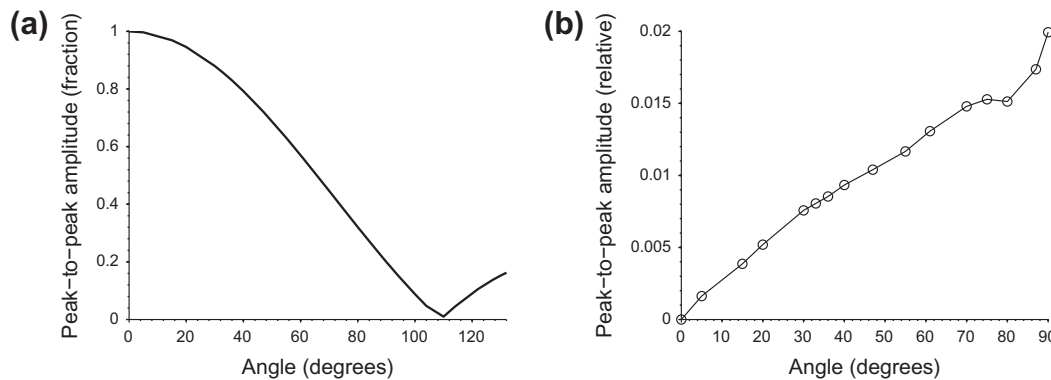 (a)
Peak−to−peak amplitude (fraction)
1
0.8
0.6
0.4
0.2
0
0 20 40 60 80 100 120
Angle (degrees)
(b)
Peak−to−peak amplitude (relative)
0.02
0.015
0.01
0.005
0
0 10 20 30 40 50 60 70 80 90
Angle (degrees)